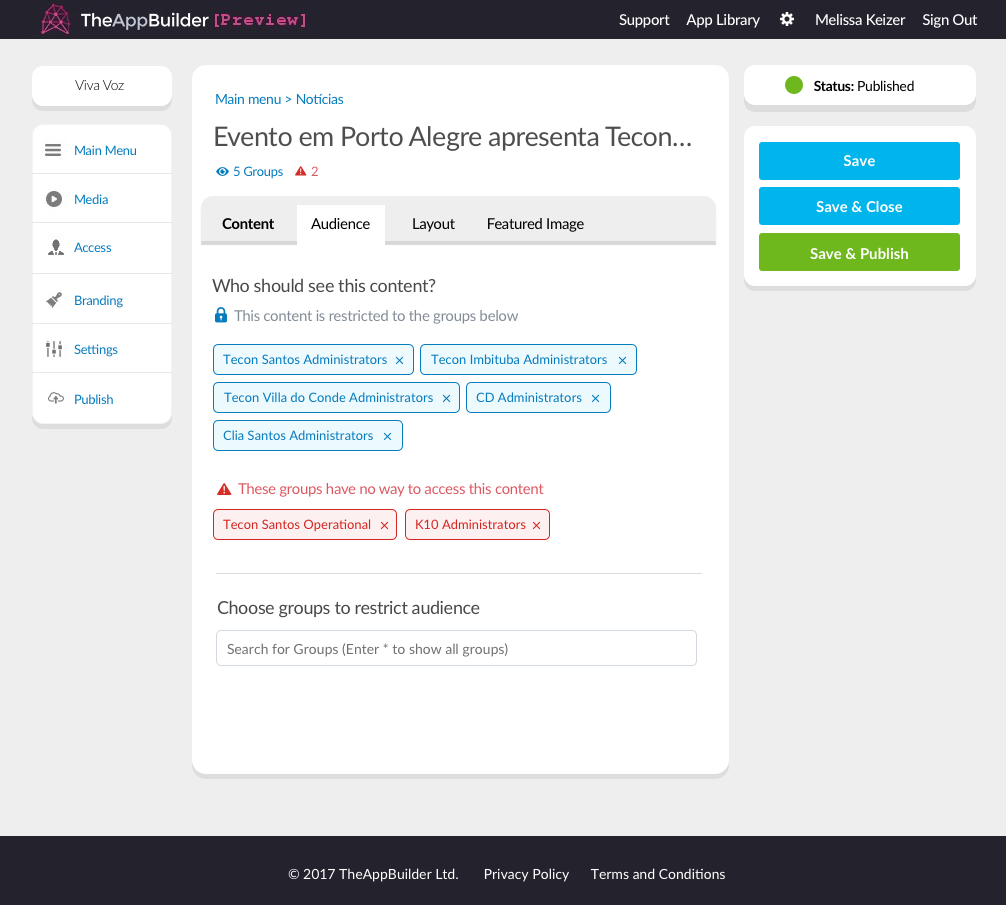 TheAppBuilder [Preview] Support App Library Melissa Keizer Sign Out
Viva Voz
Main Menu
Media
Access
Branding
Settings
Publish
Main menu > Notícias
Evento em Porto Alegre apresenta Tecon...
5 Groups 2
Content Audience Layout Featured Image
Who should see this content?
This content is restricted to the groups below
Tecon Santos Administrators × Tecon Imbituba Administrators ×
Tecon Villa do Conde Administrators × CD Administrators ×
Clia Santos Administrators ×
These groups have no way to access this content
Tecon Santos Operational × K10 Administrators ×
Choose groups to restrict audience
Search for Groups (Enter * to show all groups)
Status: Published
Save
Save & Close
Save & Publish
© 2017 TheAppBuilder Ltd. Privacy Policy Terms and Conditions